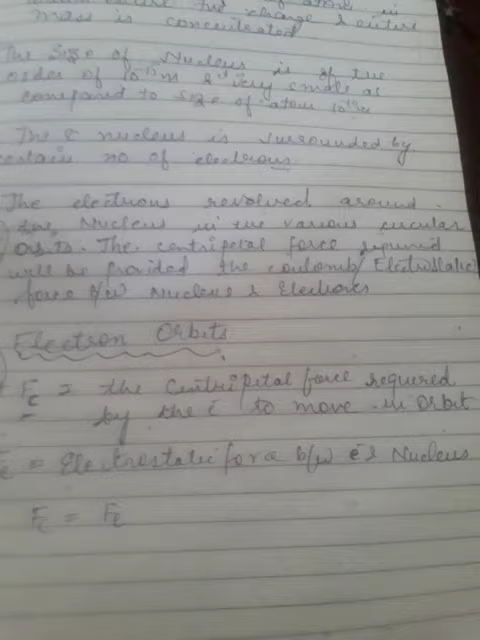 the charge & entire
mass is concentrated
The Size of Nucleus is of the
order of 10⁻¹⁵m & very small as
compared to size of atom 10⁻¹⁰m
The nucleus is surrounded by
certain no of electrons
The electrons revolved around
the Nucleus in the various circular
Orbits. The centripetal force required
will be provided the coulomb/Electrostatic
force b/w Nucleus & Electrons
Electron Orbits
Fc = the Centripetal force required
by the e⁻ to move in Orbit
= Electrostatic force b/w e⁻ & Nucleus
Fc = Fe